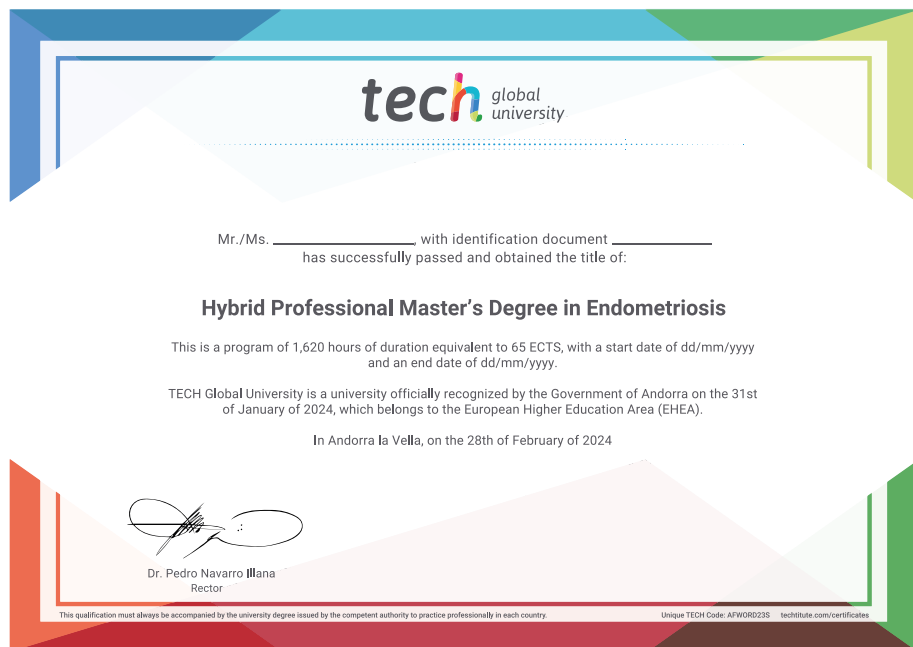 tech global university
Mr./Ms. ____________, with identification document ____________
has successfully passed and obtained the title of:
Hybrid Professional Master's Degree in Endometriosis
This is a program of 1,620 hours of duration equivalent to 65 ECTS, with a start date of dd/mm/yyyy
and an end date of dd/mm/yyyy.
TECH Global University is a university officially recognized by the Government of Andorra on the 31st
of January of 2024, which belongs to the European Higher Education Area (EHEA).
In Andorra la Vella, on the 28th of February of 2024
Dr. Pedro Navarro Illana
Rector
This qualification must always be accompanied by the university degree issued by the competent authority to practice professionally in each country.
Unique TECH Code: AFWORD23S techtitute.com/certificates